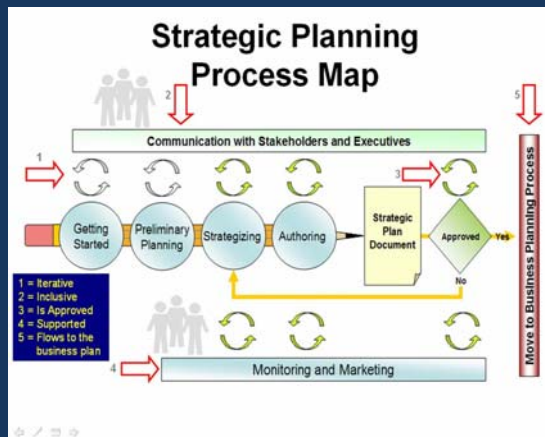 Strategic Planning
Process Map
2
5
Communication with Stakeholders and Executives
1
3
Getting
Started
Preliminary
Planning
Strategizing
Authoring
Strategic
Plan
Document
Approved
Yes
No
Move to Business Planning Process
1 = Iterative
2 = Inclusive
3 = Is Approved
4 = Supported
5 = Flows to the
business plan
4
Monitoring and Marketing